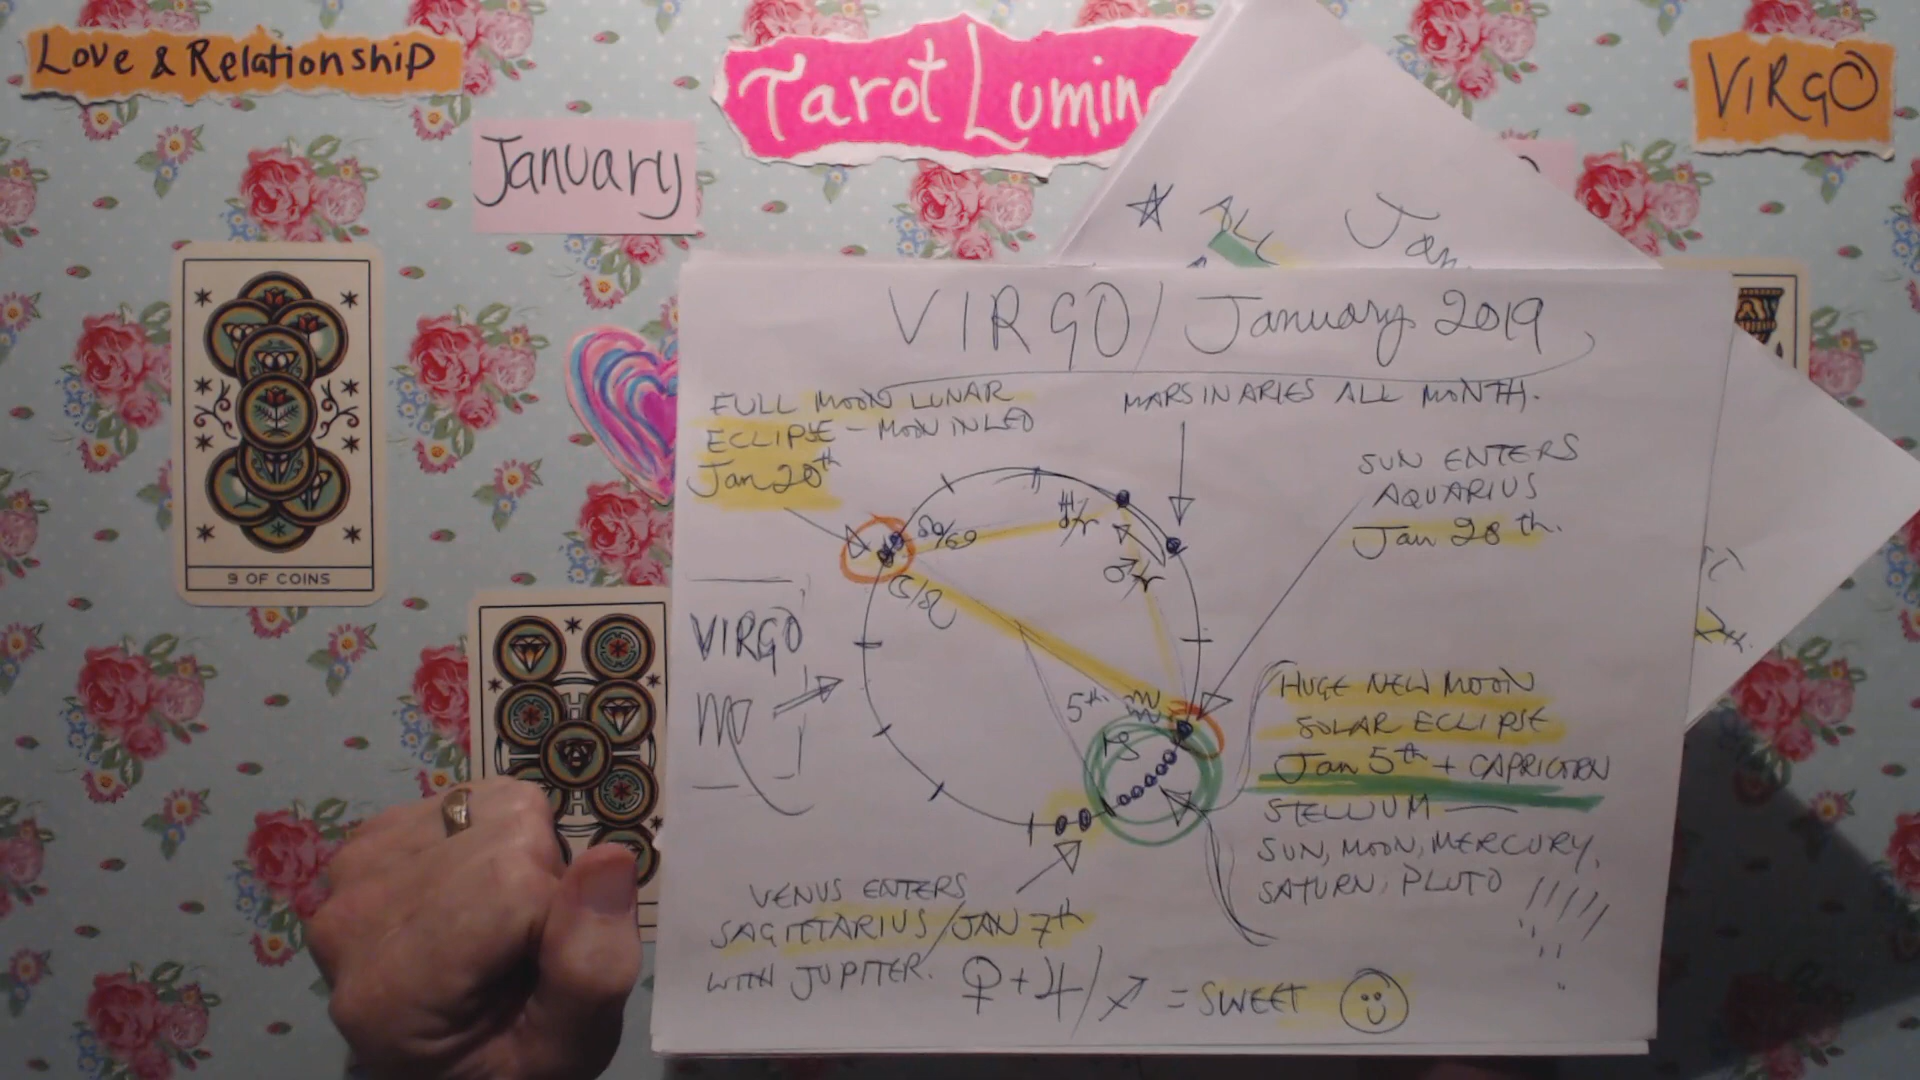 Love & Relationship
Tarot Lumin
VIRGO
January
ALL
Jan
VIRGO / January 2019
FULL MOON LUNAR
ECLIPSE - MOON IN LEO
Jan 20th
MARS IN ARIES ALL MONTH.
SUN ENTERS
AQUARIUS
Jan 20th.
VIRGO
♍
5th
HUGE NEW MOON
SOLAR ECLIPSE
Jan 5th + CAPRICORN
STELLIUM
SUN, MOON, MERCURY,
SATURN, PLUTO !!!!!
VENUS ENTERS
SAGITTARIUS / JAN 7th
WITH JUPITER. ♀ + ♃ / ♐ = SWEET
9 OF COINS